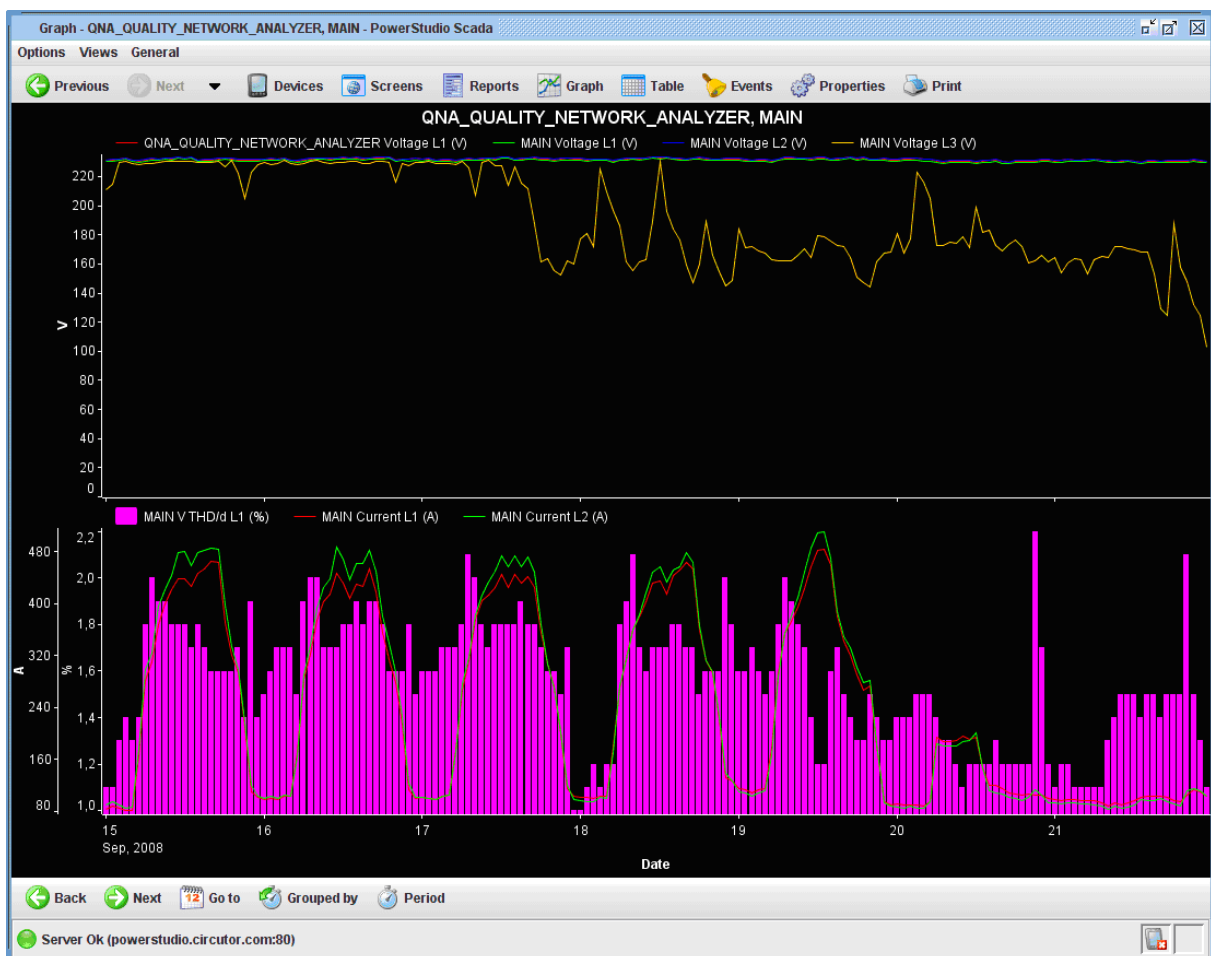 Graph - QNA_QUALITY_NETWORK_ANALYZER, MAIN - PowerStudio Scada
Options Views General
Previous Next Devices Screens Reports Graph Table Events Properties Print
QNA_QUALITY_NETWORK_ANALYZER, MAIN
QNA_QUALITY_NETWORK_ANALYZER Voltage L1 (V) MAIN Voltage L1 (V) MAIN Voltage L2 (V) MAIN Voltage L3 (V)
220
200
180
160
140
V 120
100
80
60
40
20
0
MAIN V THD/d L1 (%) MAIN Current L1 (A) MAIN Current L2 (A)
2,2
480
2,0
400
1,8
320
A % 1,6
240
1,4
160
1,2
80 1,0
15 16 17 18 19 20 21
Sep, 2008
Date
Back Next 12 Go to Grouped by Period
Server Ok (powerstudio.circutor.com:80)